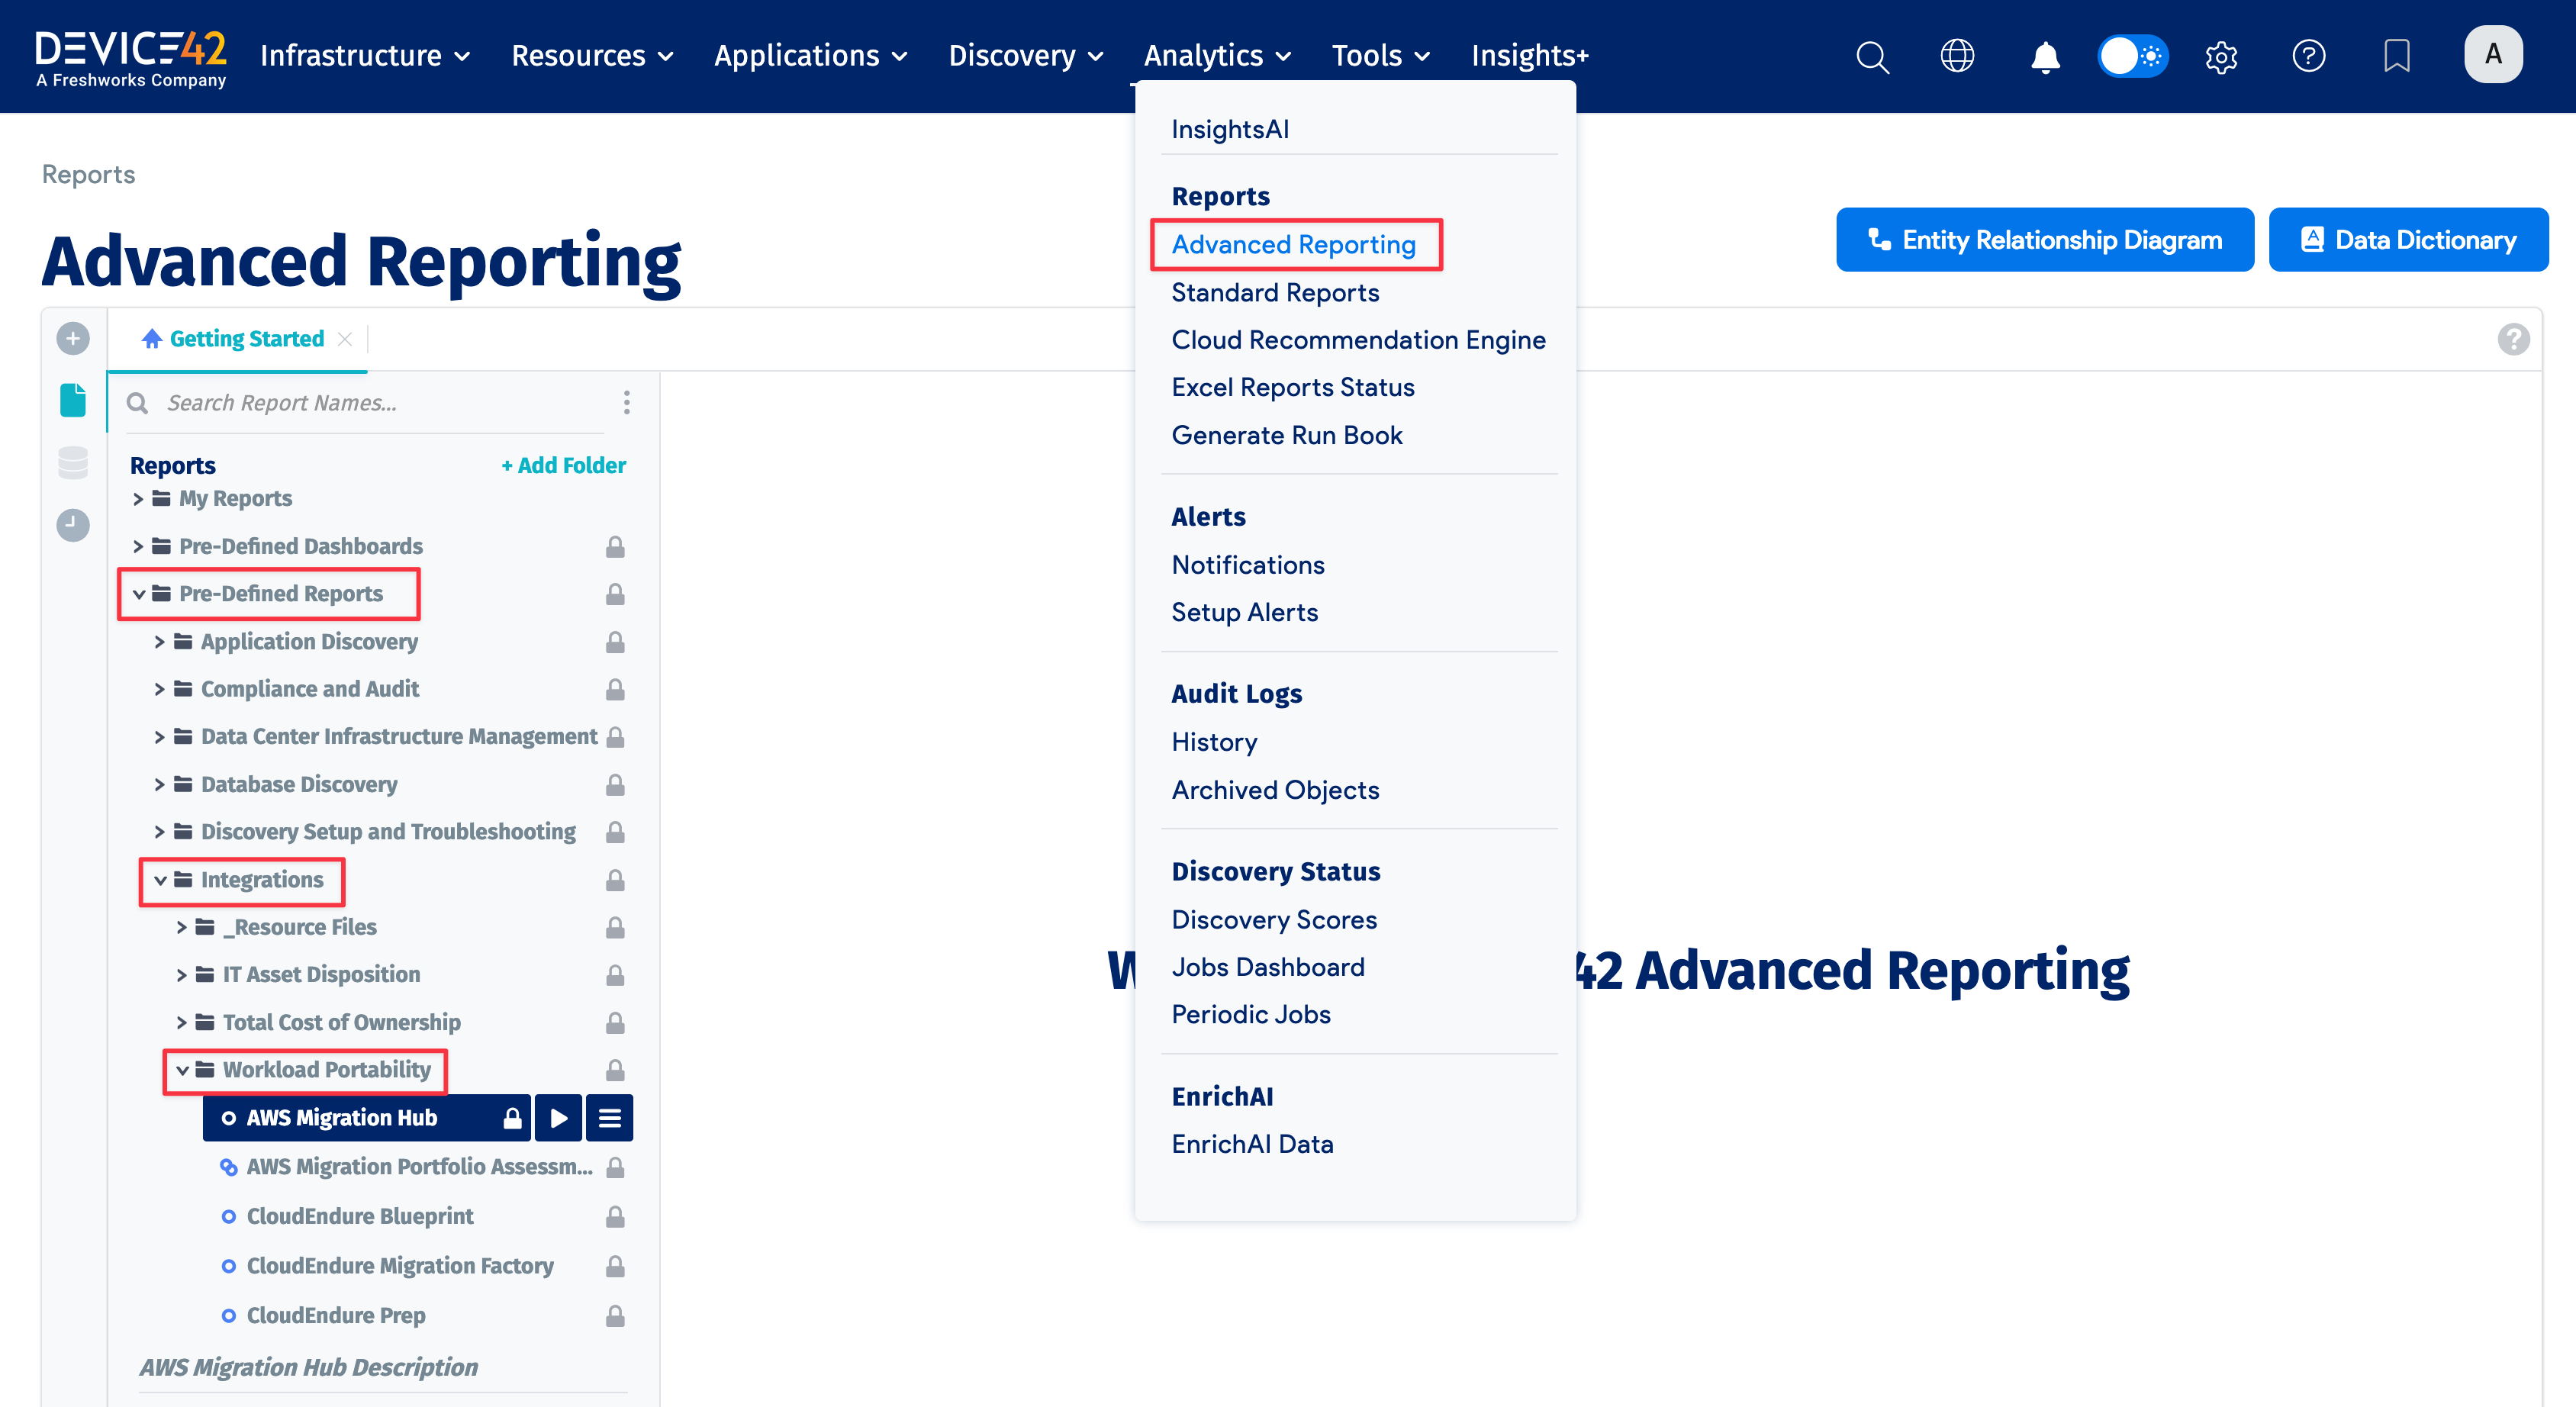 DEVICE42
A Freshworks Company
Infrastructure
Resources
Applications
Discovery
Analytics
Tools
Insights+
A
Reports
Advanced Reporting
Entity Relationship Diagram
Data Dictionary
Getting Started
Search Report Names...
Reports
+ Add Folder
My Reports
Pre-Defined Dashboards
Pre-Defined Reports
Application Discovery
Compliance and Audit
Data Center Infrastructure Management
Database Discovery
Discovery Setup and Troubleshooting
Integrations
_Resource Files
IT Asset Disposition
Total Cost of Ownership
Workload Portability
AWS Migration Hub
AWS Migration Portfolio Assessm...
CloudEndure Blueprint
CloudEndure Migration Factory
CloudEndure Prep
AWS Migration Hub Description
InsightsAI
Reports
Advanced Reporting
Standard Reports
Cloud Recommendation Engine
Excel Reports Status
Generate Run Book
Alerts
Notifications
Setup Alerts
Audit Logs
History
Archived Objects
Discovery Status
Discovery Scores
Jobs Dashboard
Periodic Jobs
EnrichAI
EnrichAI Data
42 Advanced Reporting